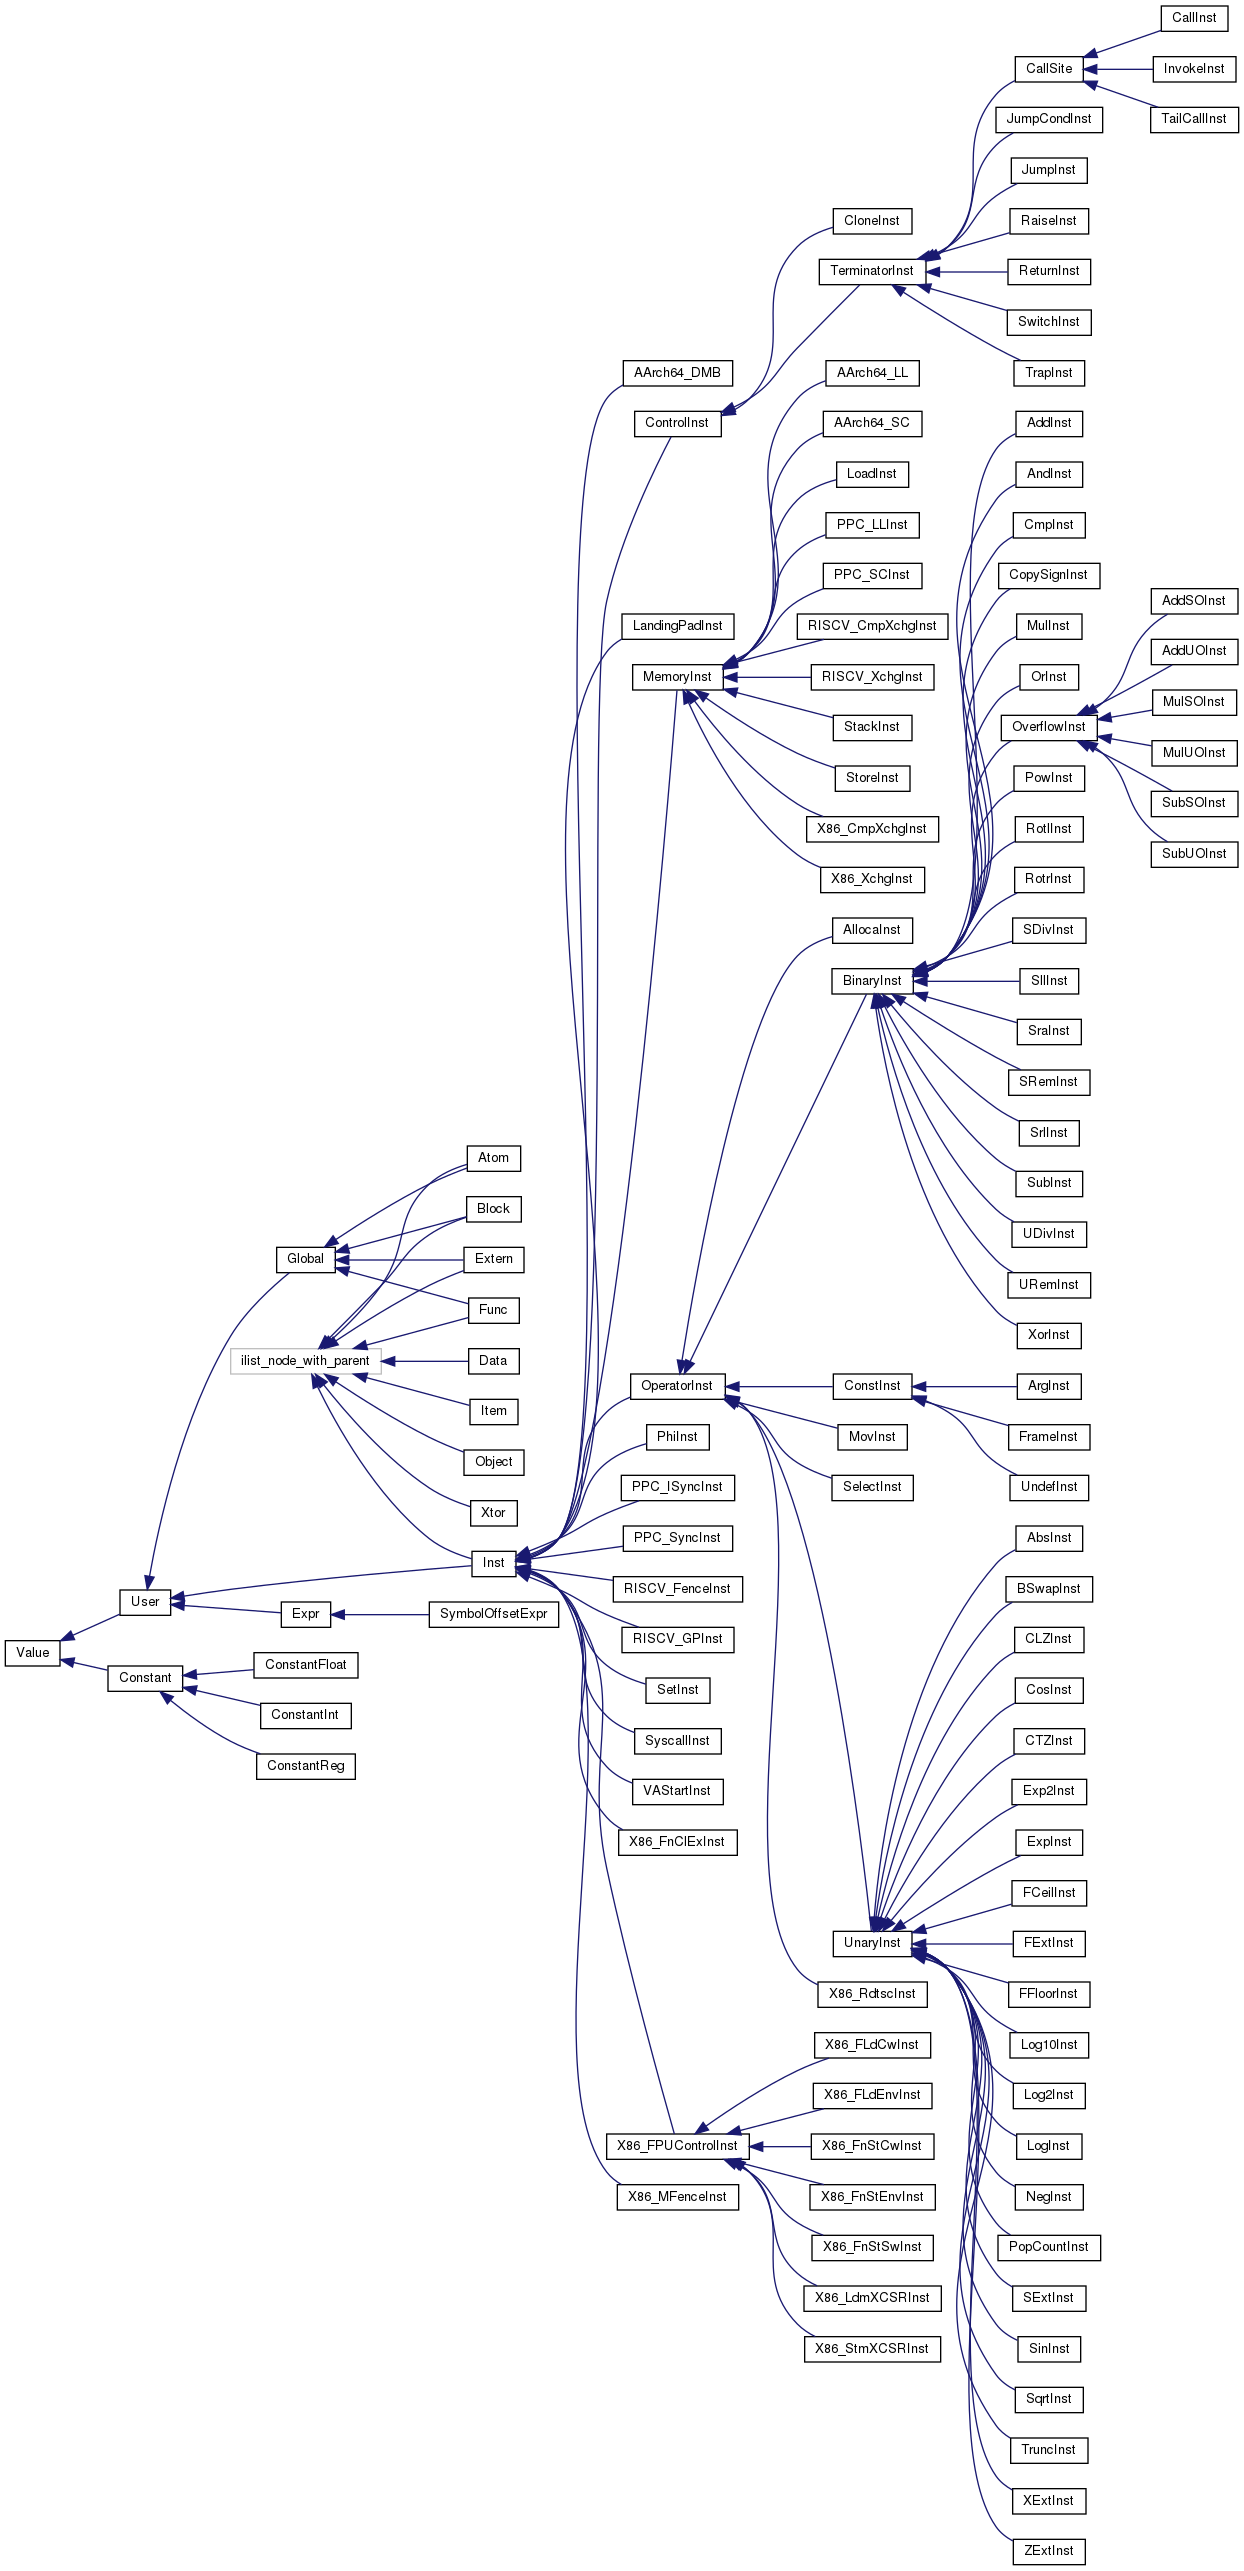 CallInst
CallSite
InvokeInst
JumpCondInst
TailCallInst
JumpInst
CloneInst
RaiseInst
TerminatorInst
ReturnInst
SwitchInst
AArch64_DMB
AArch64_LL
TrapInst
ControlInst
AArch64_SC
AddInst
LoadInst
AndInst
PPC_LLInst
CmpInst
PPC_SCInst
CopySignInst
AddSOInst
LandingPadInst
RISCV_CmpXchgInst
MulInst
AddUOInst
MemoryInst
RISCV_XchgInst
OrInst
MulSOInst
StackInst
OverflowInst
MulUOInst
StoreInst
PowInst
SubSOInst
X86_CmpXchgInst
RotlInst
SubUOInst
X86_XchgInst
RotrInst
AllocaInst
SDivInst
BinaryInst
SllInst
SraInst
SRemInst
SrlInst
Atom
SubInst
Block
UDivInst
Global
Extern
URemInst
Func
XorInst
ilist_node_with_parent
Data
OperatorInst
ConstInst
ArgInst
Item
PhiInst
MovInst
FrameInst
Object
PPC_ISyncInst
SelectInst
UndefInst
Xtor
PPC_SyncInst
AbsInst
Inst
RISCV_FenceInst
BSwapInst
User
Expr
SymbolOffsetExpr
RISCV_GPInst
CLZInst
Value
Constant
ConstantFloat
SetInst
CosInst
ConstantInt
SyscallInst
CTZInst
ConstantReg
VAStartInst
Exp2Inst
X86_FnClExInst
ExpInst
FCeilInst
UnaryInst
FExtInst
X86_RdtscInst
FFloorInst
X86_FLdCwInst
Log10Inst
X86_FLdEnvInst
Log2Inst
X86_FPUControlInst
X86_FnStCwInst
LogInst
X86_MFenceInst
X86_FnStEnvInst
NegInst
X86_FnStSwInst
PopCountInst
X86_LdmXCSRInst
SExtInst
X86_StmXCSRInst
SinInst
SqrtInst
TruncInst
XExtInst
ZExtInst